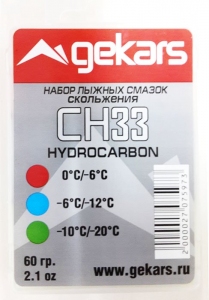 gekars
НАБОР ЛЫЖНЫХ СМАЗОК
СКОЛЬЖЕНИЯ
CH33
HYDROCARBON
0°C/-6°C
-6°C/-12°C
-10°C/-20°C
60 гр.
2.1 oz
www.gekars.ru
2000027075973